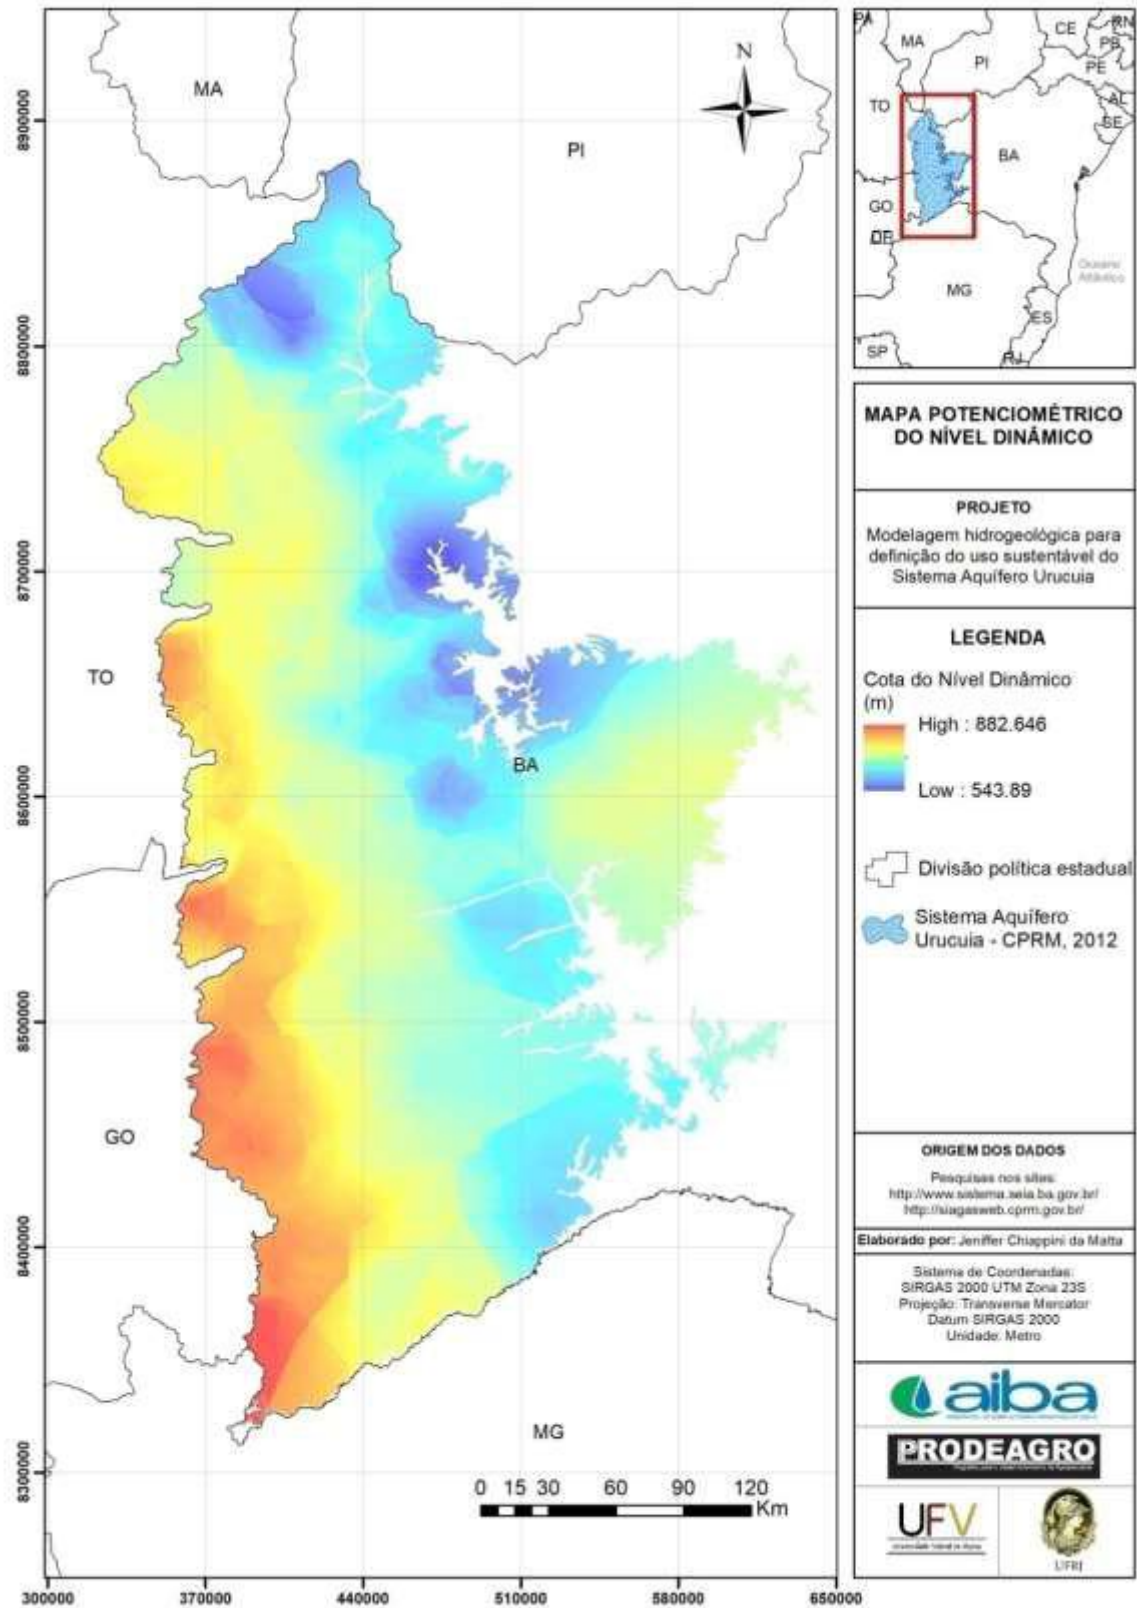 MA
PI
N
TO
BA
GO
MG
8900000
8800000
8700000
8600000
8500000
8400000
8300000
300000
370000
440000
510000
580000
650000
0 15 30 60 90 120
Km
PA
MA
CE
RN
PB
PI
PE
TO
AL
SE
BA
GO
DF
MG
Oceano
Atlântico
ES
SP
RJ
MAPA POTENCIOMÉTRICO
DO NÍVEL DINÂMICO
PROJETO
Modelagem hidrogeológica para
definição do uso sustentável do
Sistema Aquífero Urucuia
LEGENDA
Cota do Nível Dinâmico
(m)
High : 882.646
Low : 543.89
Divisão política estadual
Sistema Aquífero
Urucuia - CPRM, 2012
ORIGEM DOS DADOS
Pesquisas nos sites:
http://www.sistema.seia.ba.gov.br/
http://siagasweb.cprm.gov.br/
Elaborado por: Jeniffer Chiappini da Matta
Sistema de Coordenadas:
SIRGAS 2000 UTM Zona 23S
Projeção: Transverse Mercator
Datum SIRGAS 2000
Unidade: Metro
aiba
PRODEAGRO
UFV
Universidade Federal de Viçosa
UFRJ